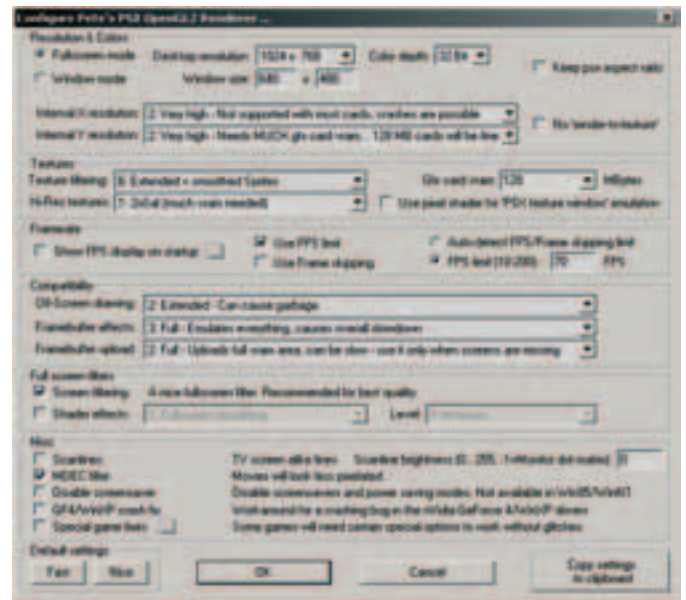 Configure Pete's PSX OpenGL2 Renderer ...
Resolution & Colors
Fullscreen mode
Desktop resolution: 1024 x 768
Color depth: 32 Bit
Window mode
Window size: 640 x 480
Keep psx aspect ratio
Internal X resolution: 2: Very high - Not supported with most cards, crashes are possible
Internal Y resolution: 2: Very high - Needs MUCH gfx card vram. 128 MB cards will be fine
No 'render-to-texture'
Textures
Texture filtering: 6: Extended + smoothed Sprites
Gfx card vram: 128 MBytes
Hi-Res textures: 1: 2xSaI (much vram needed)
Use pixel shader for 'PSX texture window' emulation
Framerate
Show FPS display on startup ...
Use FPS limit
Use Frame skipping
Auto-detect FPS/Frame skipping limit
FPS limit (10-200): 70 FPS
Compatibility
Off-Screen drawing: 2: Extended - Can cause garbage
Framebuffer effects: 3: Full - Emulates everything, causes overall slowdown
Framebuffer upload: 2: Full - Uploads full vram area, can be slow - use it only when screens are missing
Full screen filters
Screen filtering: A nice fullscreen filter. Recommended for best quality
Shader effects:
Level:
Misc
Scanlines
TV screen alike lines Scanline brightness (0...255, -1=Monitor dot matrix): 0
MDEC filter
Movies will look less pixelated
Disable screensaver
Disable screensavers and power saving modes. Not available in Win95/WinNT
GF4/WinXP crash fix
Work-around for a crashing bug in the nVidia GeForce 4/WinXP drivers
Special game fixes ...
Some games will need certain special options to work without glitches
Default settings
Fast
Nice
OK
Cancel
Copy settings
to clipboard